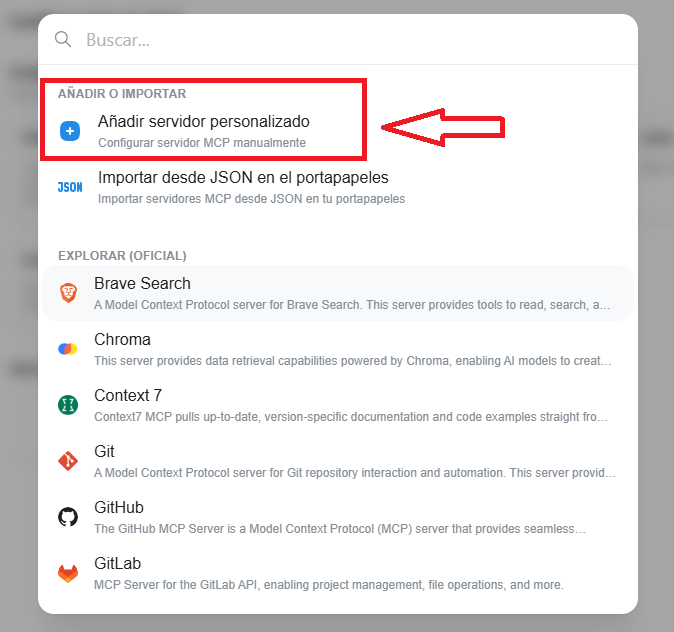 Buscar...
AÑADIR O IMPORTAR
Añadir servidor personalizado
Configurar servidor MCP manualmente
JSON
Importar desde JSON en el portapapeles
Importar servidores MCP desde JSON en tu portapapeles
EXPLORAR (OFICIAL)
Brave Search
A Model Context Protocol server for Brave Search. This server provides tools to read, search, a...
Chroma
This server provides data retrieval capabilities powered by Chroma, enabling AI models to creat...
Context 7
Context7 MCP pulls up-to-date, version-specific documentation and code examples straight fro...
Git
A Model Context Protocol server for Git repository interaction and automation. This server provid...
GitHub
The GitHub MCP Server is a Model Context Protocol (MCP) server that provides seamless...
GitLab
MCP Server for the GitLab API, enabling project management, file operations, and more.